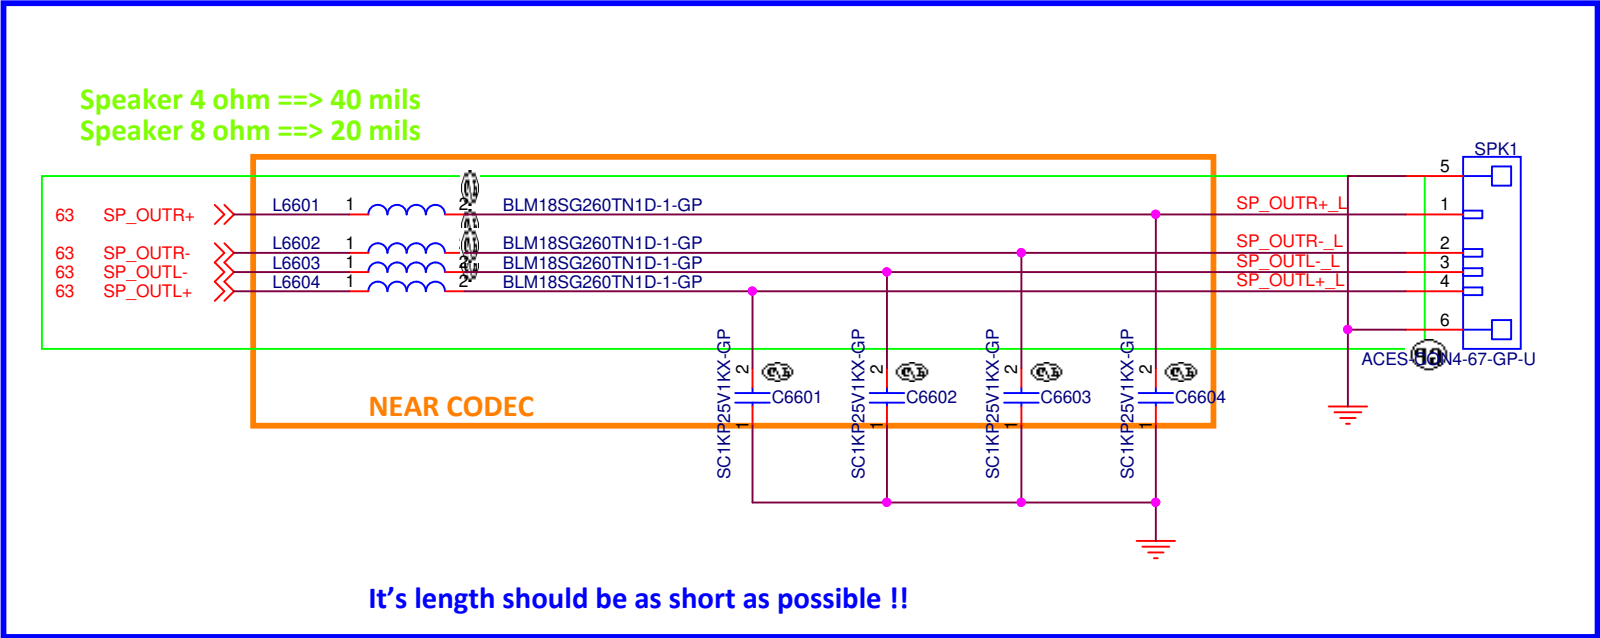 Speaker 4 ohm ==> 40 mils
Speaker 8 ohm ==> 20 mils
SPK1
5
63 SP_OUTR+ L6601 1 2 BLM18SG260TN1D-1-GP SP_OUTR+_L 1
63 SP_OUTR- L6602 1 BLM18SG260TN1D-1-GP SP_OUTR-_L 2
63 SP_OUTL- L6603 1 BLM18SG260TN1D-1-GP SP_OUTL-_L 3
63 SP_OUTL+ L6604 1 2 BLM18SG260TN1D-1-GP SP_OUTL+_L 4
6
SC1KP25V1KX-GP 2 C6601 1
SC1KP25V1KX-GP 2 C6602 1
SC1KP25V1KX-GP 2 C6603 1
SC1KP25V1KX-GP 2 C6604 1
NEAR CODEC
It's length should be as short as possible !!